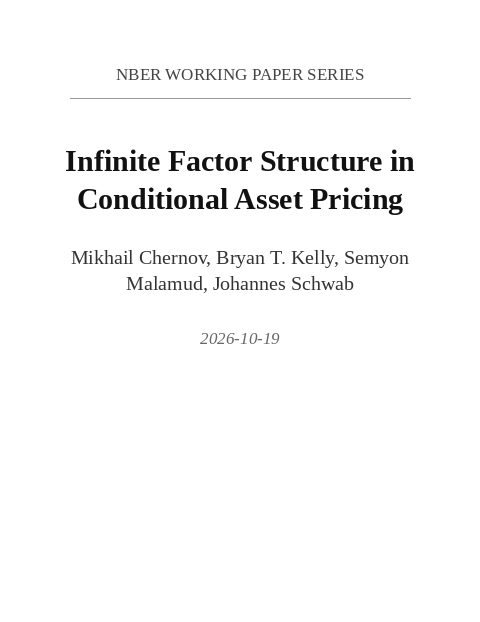 NBER WORKING PAPER SERIES
Infinite Factor Structure in
Conditional Asset Pricing
Mikhail Chernov, Bryan T. Kelly, Semyon
Malamud, Johannes Schwab
2026-10-19